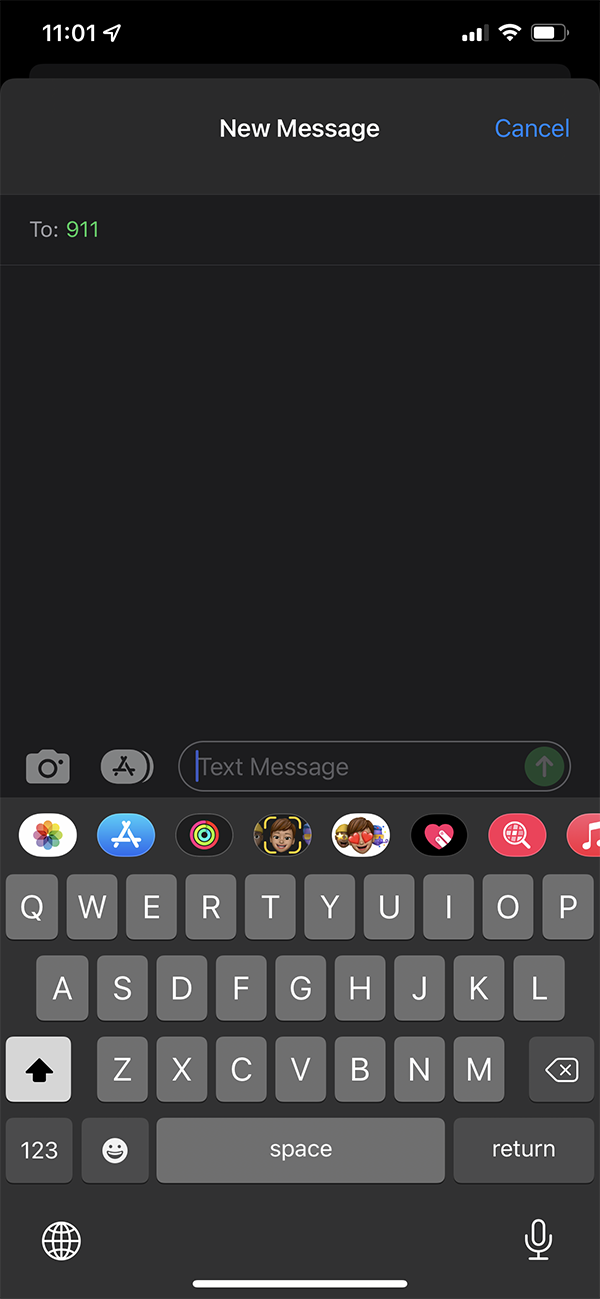 11:01
New Message
Cancel
To: 911
Text Message
Q W E R T Y U I O P
A S D F G H J K L
Z X C V B N M
123
space
return